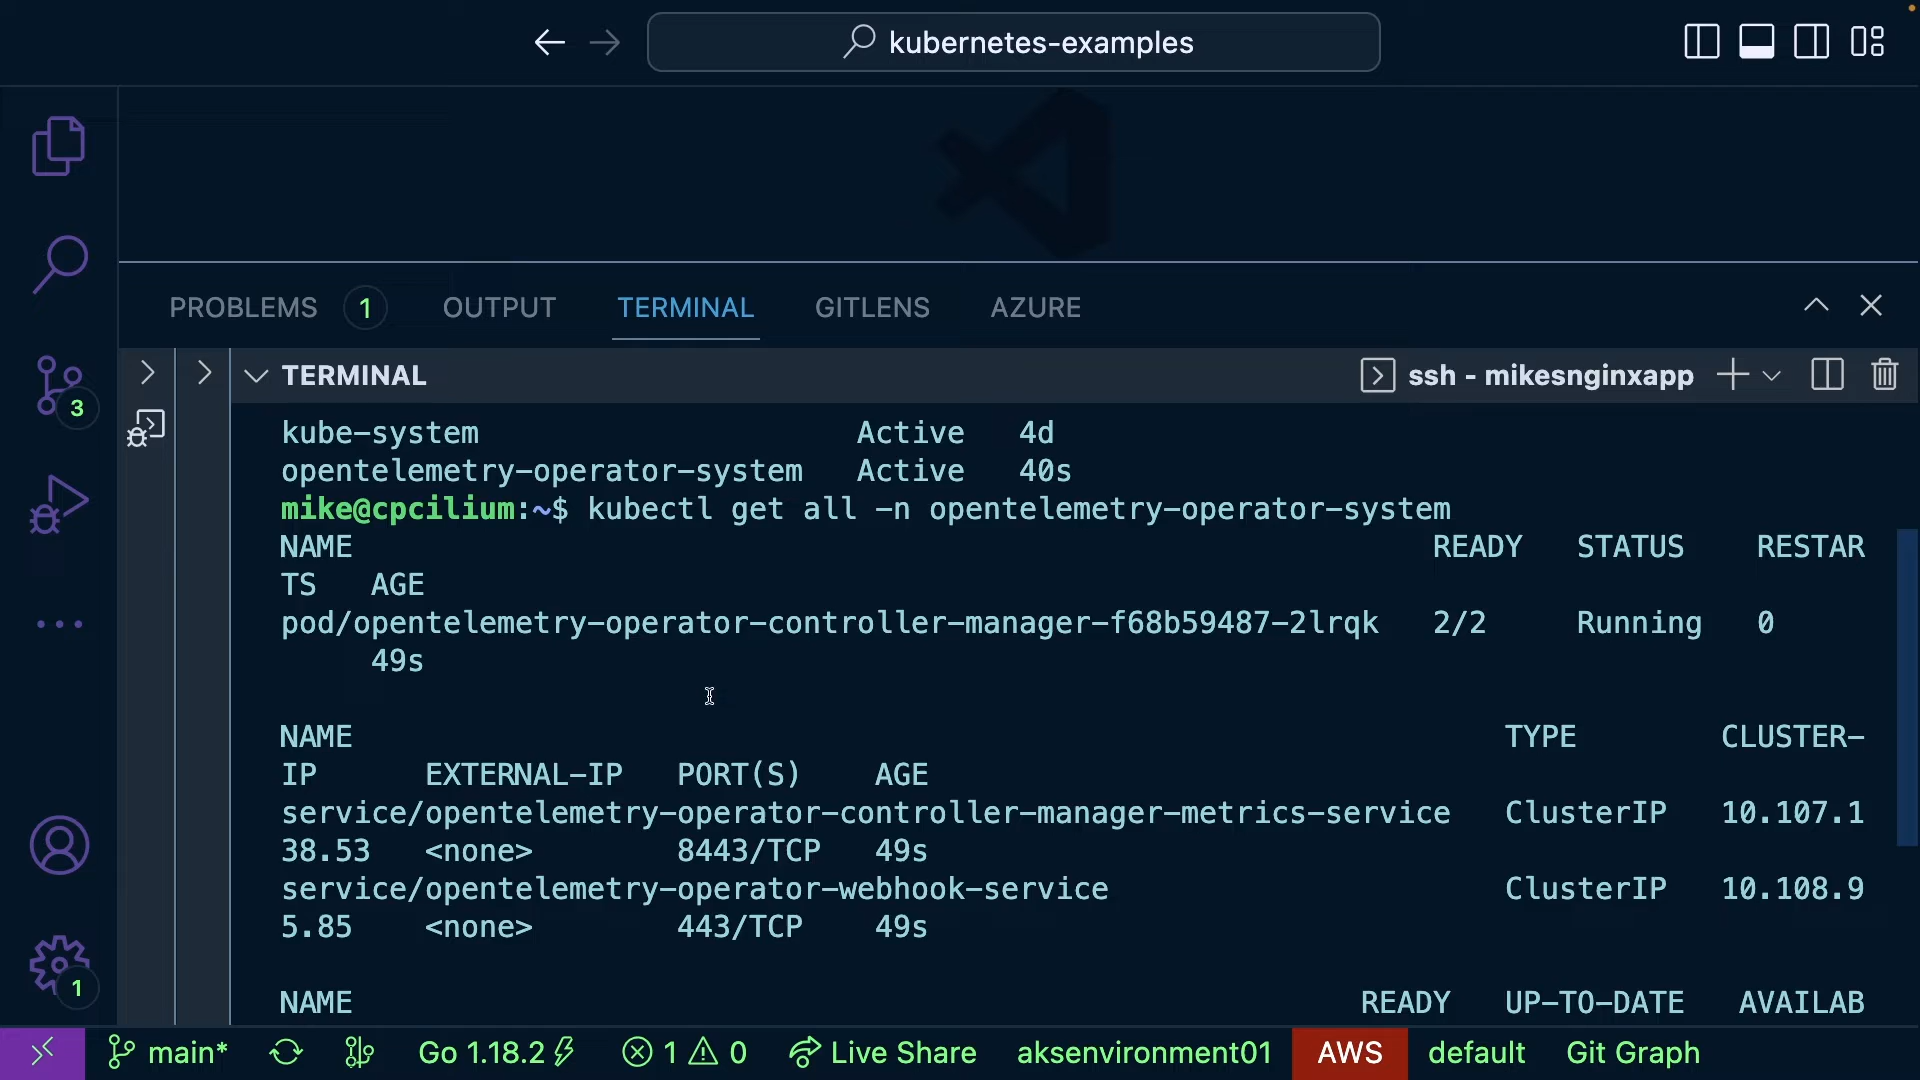 kubernetes-examples
PROBLEMS 1 OUTPUT TERMINAL GITLENS AZURE
TERMINAL ssh - mikesnginxapp
3
kube-system Active 4d
opentelemetry-operator-system Active 40s
mike@cpcilium:~$ kubectl get all -n opentelemetry-operator-system
NAME READY STATUS RESTAR
TS AGE
pod/opentelemetry-operator-controller-manager-f68b59487-2lrqk 2/2 Running 0
49s
NAME TYPE CLUSTER-
IP EXTERNAL-IP PORT(S) AGE
service/opentelemetry-operator-controller-manager-metrics-service ClusterIP 10.107.1
38.53 <none> 8443/TCP 49s
service/opentelemetry-operator-webhook-service ClusterIP 10.108.9
5.85 <none> 443/TCP 49s
1
NAME READY UP-TO-DATE AVAILAB
main* Go 1.18.2 1 0 Live Share aksenvironment01 AWS default Git Graph